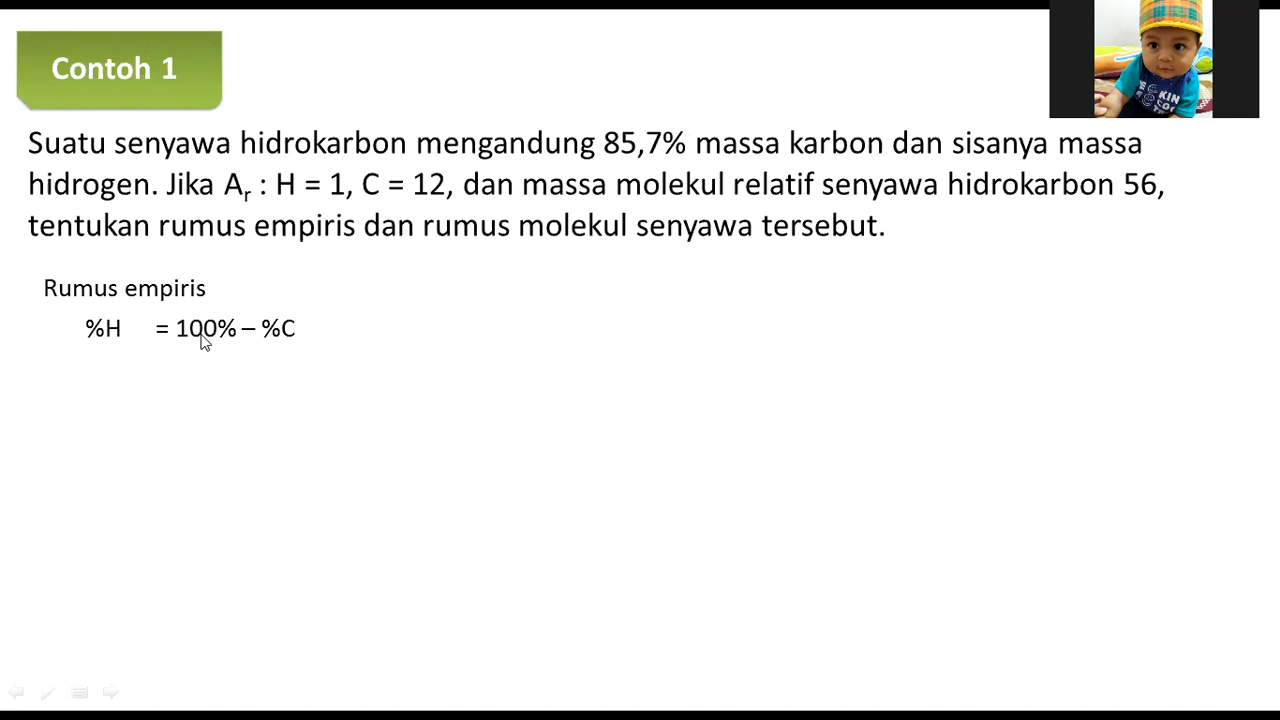 Contoh 1
Suatu senyawa hidrokarbon mengandung 85,7% massa karbon dan sisanya massa
hidrogen. Jika Ar : H = 1, C = 12, dan massa molekul relatif senyawa hidrokarbon 56,
tentukan rumus empiris dan rumus molekul senyawa tersebut.
Rumus empiris
%H = 100% – %C